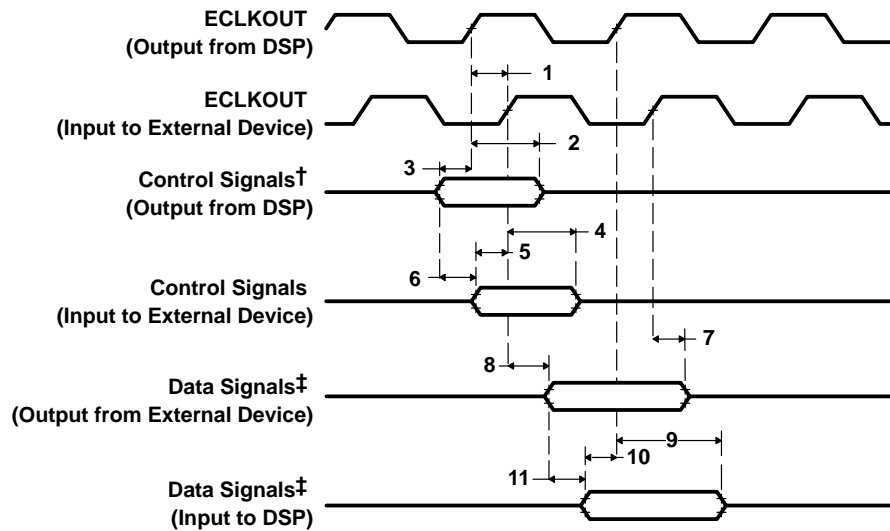 ECLKOUT
(Output from DSP)
1
ECLKOUT
(Input to External Device)
2
3
Control Signals†
(Output from DSP)
4
5
6
Control Signals
(Input to External Device)
7
8
Data Signals‡
(Output from External Device)
9
10
11
Data Signals‡
(Input to DSP)